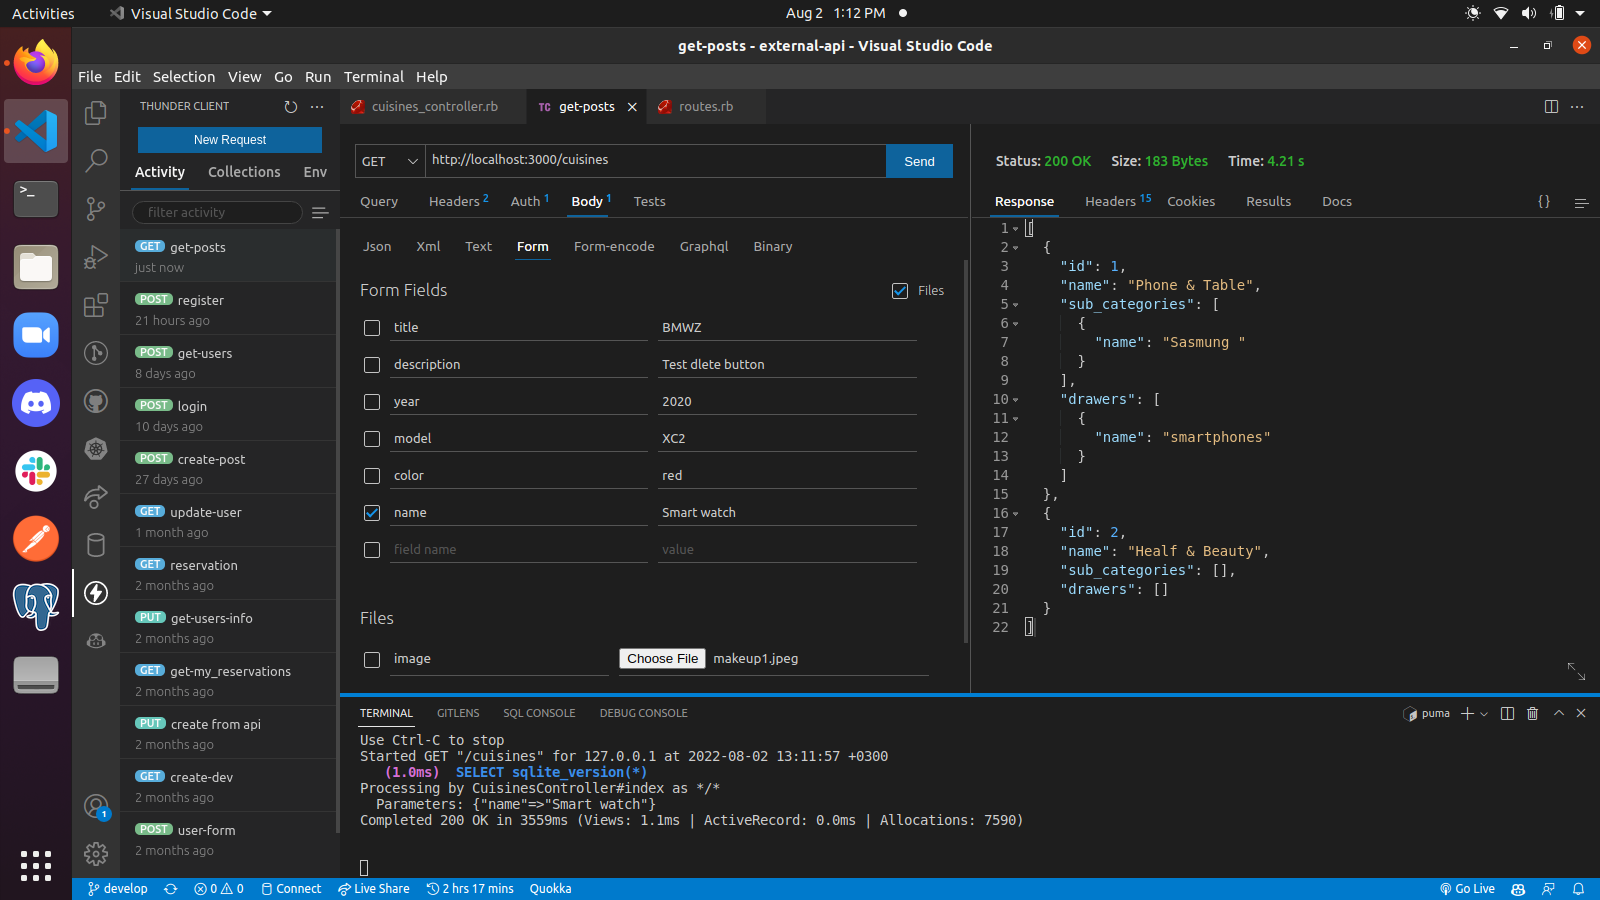 Activities
Visual Studio Code
Aug 2 1:12 PM
get-posts - external-api - Visual Studio Code
File Edit Selection View Go Run Terminal Help
THUNDER CLIENT
New Request
Activity Collections Env
filter activity
GET get-posts
just now
POST register
21 hours ago
POST get-users
8 days ago
POST login
10 days ago
POST create-post
27 days ago
GET update-user
1 month ago
GET reservation
2 months ago
PUT get-users-info
2 months ago
GET get-my_reservations
2 months ago
PUT create from api
2 months ago
GET create-dev
2 months ago
POST user-form
2 months ago
cuisines_controller.rb
TC get-posts
routes.rb
GET http://localhost:3000/cuisines Send
Query Headers 2 Auth 1 Body 1 Tests
Json Xml Text Form Form-encode Graphql Binary
Form Fields Files
title BMWZ
description Test dlete button
year 2020
model XC2
color red
name Smart watch
field name value
Files
image Choose File makeup1.jpeg
Status: 200 OK Size: 183 Bytes Time: 4.21 s
Response Headers 15 Cookies Results Docs {}
1 [
2 {
3 "id": 1,
4 "name": "Phone & Table",
5 "sub_categories": [
6 {
7 "name": "Sasmung "
8 }
9 ],
10 "drawers": [
11 {
12 "name": "smartphones"
13 }
14 ]
15 },
16 {
17 "id": 2,
18 "name": "Healf & Beauty",
19 "sub_categories": [],
20 "drawers": []
21 }
22 ]
TERMINAL GITLENS SQL CONSOLE DEBUG CONSOLE
puma
Use Ctrl-C to stop
Started GET "/cuisines" for 127.0.0.1 at 2022-08-02 13:11:57 +0300
(1.0ms) SELECT sqlite_version(*)
Processing by CuisinesController#index as */*
Parameters: {"name"=>"Smart watch"}
Completed 200 OK in 3559ms (Views: 1.1ms | ActiveRecord: 0.0ms | Allocations: 7590)
1
develop 0 0 Connect Live Share 2 hrs 17 mins Quokka
Go Live